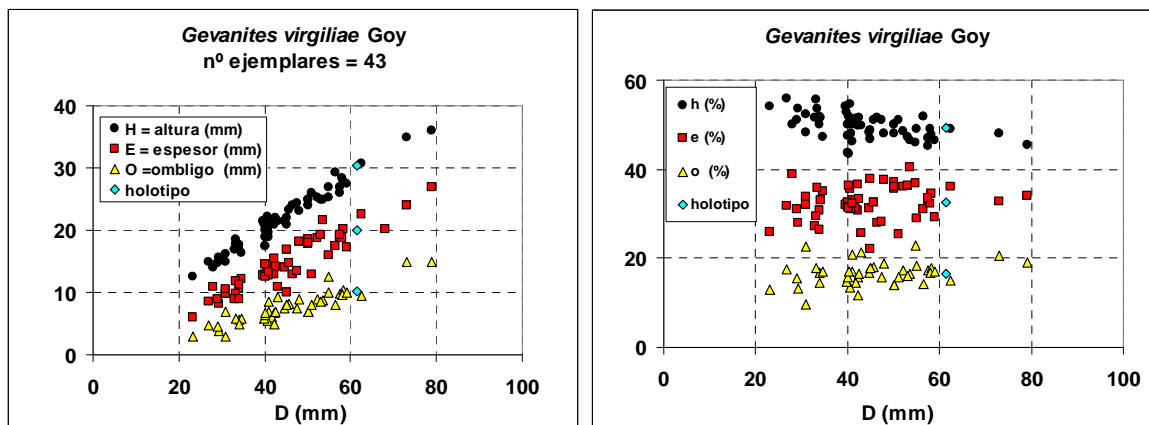 Gevanites virgiliae Goy
nº ejemplares = 43
40
30
20
10
0
H = altura (mm)
E = espesor (mm)
O =ombligo (mm)
holotipo
0 20 40 60 80 100
D (mm)
Gevanites virgiliae Goy
60
40
20
0
h (%)
e (%)
o (%)
holotipo
0 20 40 60 80 100
D (mm)